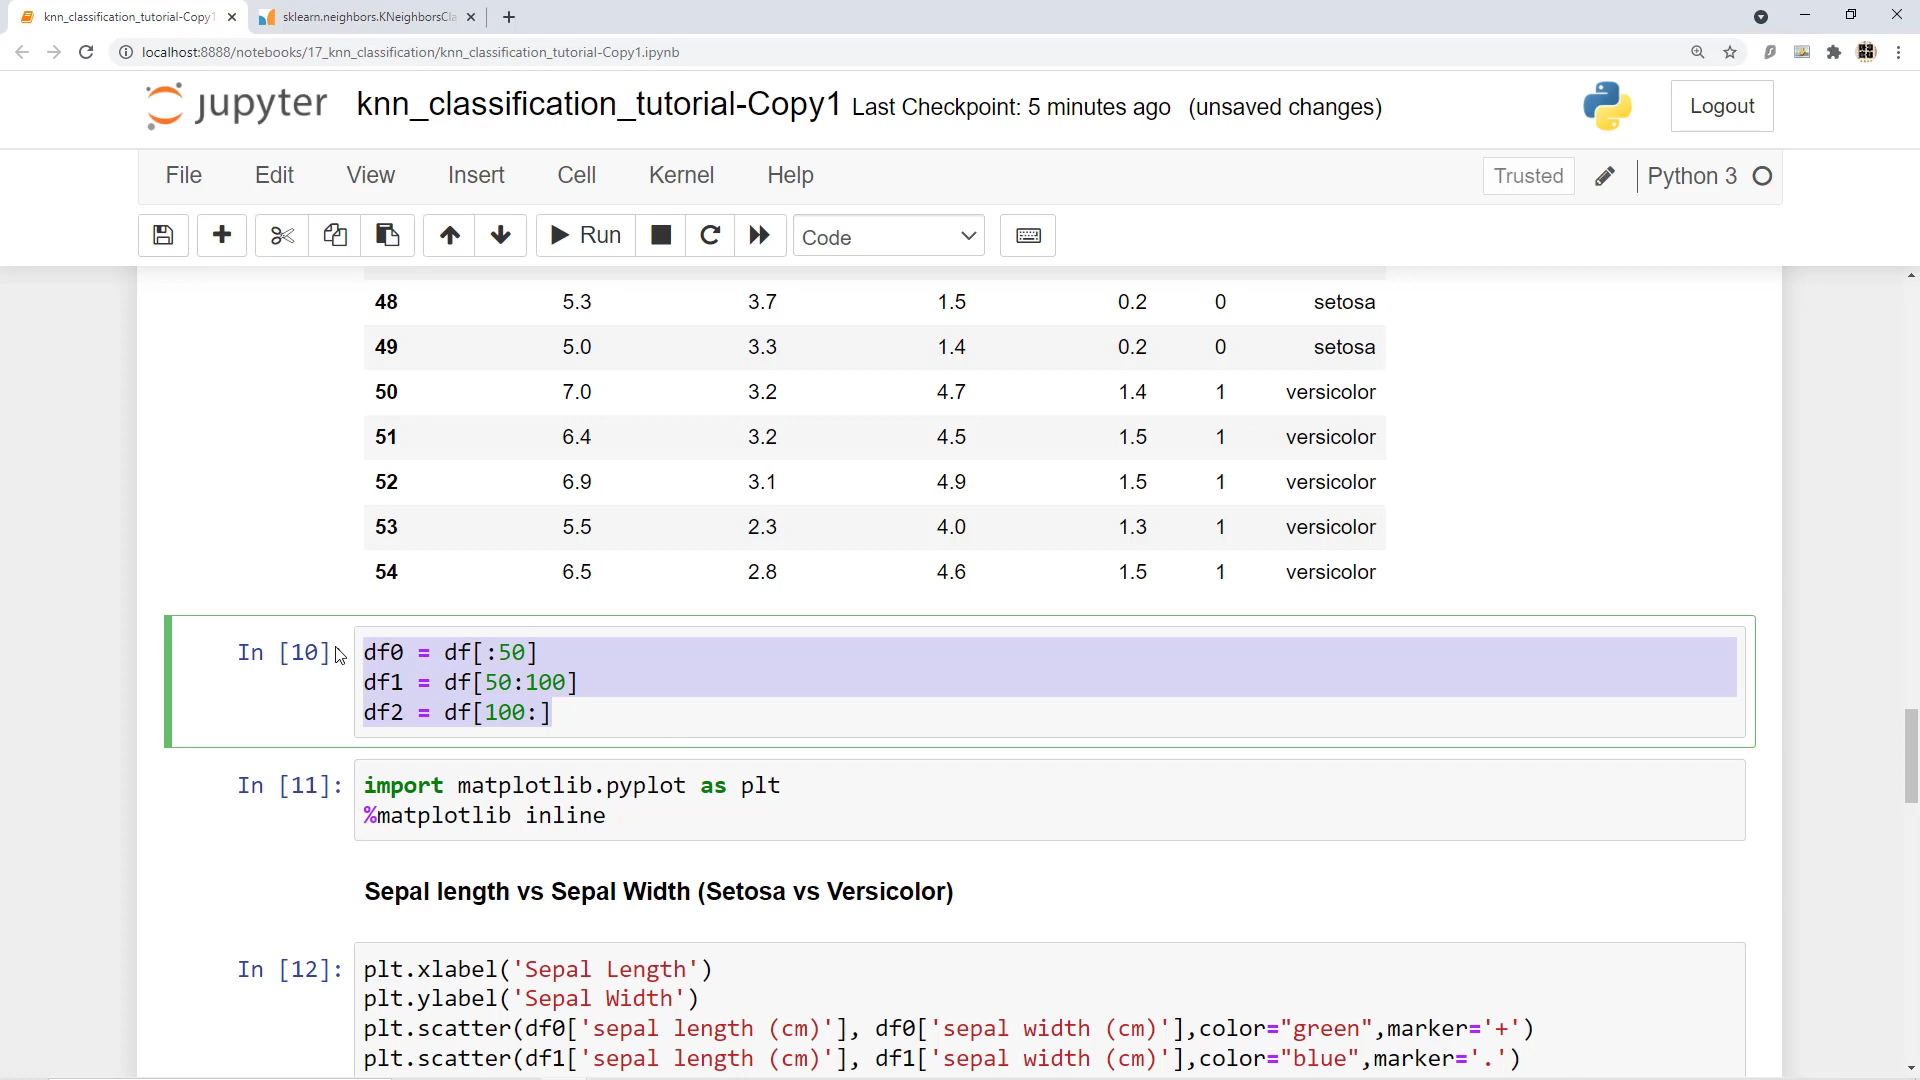 knn_classification_tutorial-Copy1
sklearn.neighbors.KNeighborsCla
localhost:8888/notebooks/17_knn_classification/knn_classification_tutorial-Copy1.ipynb
jupyter knn_classification_tutorial-Copy1 Last Checkpoint: 5 minutes ago (unsaved changes) Logout
File Edit View Insert Cell Kernel Help Trusted Python 3
Run Code
48 5.3 3.7 1.5 0.2 0 setosa
49 5.0 3.3 1.4 0.2 0 setosa
50 7.0 3.2 4.7 1.4 1 versicolor
51 6.4 3.2 4.5 1.5 1 versicolor
52 6.9 3.1 4.9 1.5 1 versicolor
53 5.5 2.3 4.0 1.3 1 versicolor
54 6.5 2.8 4.6 1.5 1 versicolor
In [10]: df0 = df[:50]
df1 = df[50:100]
df2 = df[100:]
In [11]: import matplotlib.pyplot as plt
%matplotlib inline
Sepal length vs Sepal Width (Setosa vs Versicolor)
In [12]: plt.xlabel('Sepal Length')
plt.ylabel('Sepal Width')
plt.scatter(df0['sepal length (cm)'], df0['sepal width (cm)'],color="green",marker='+')
plt.scatter(df1['sepal length (cm)'], df1['sepal width (cm)'],color="blue",marker='.')